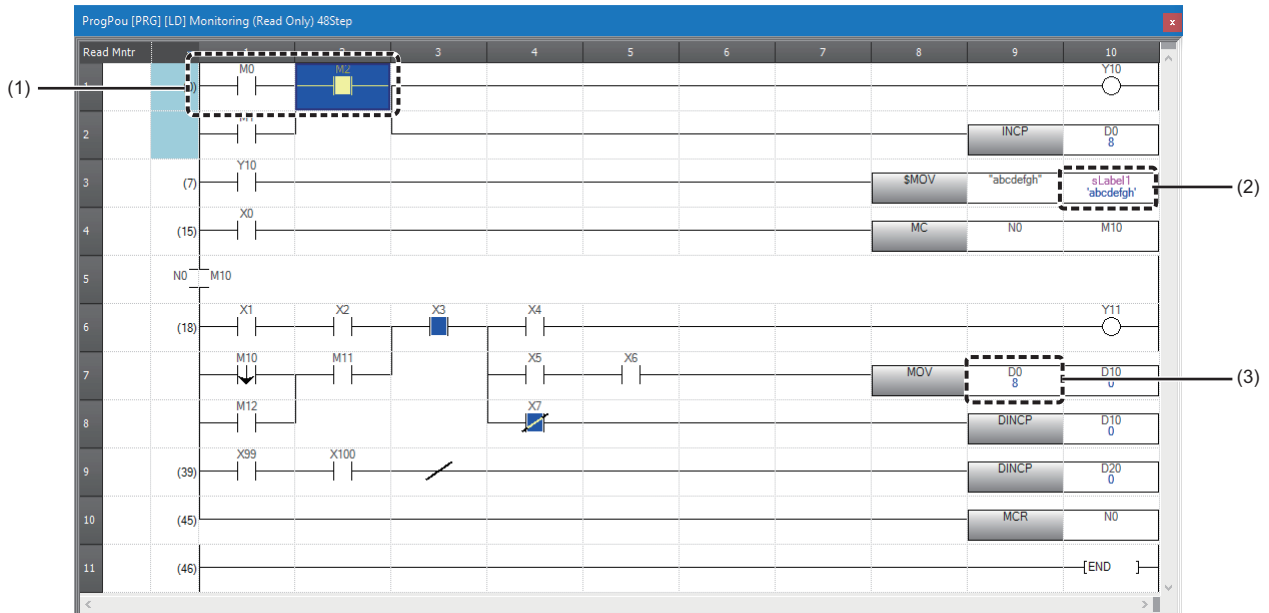 ProgPou [PRG] [LD] Monitoring (Read Only) 48Step x
Read Mntr 1 2 3 4 5 6 7 8 9 10
(1)
M0 M2 Y10
1 0)
M1
2 INCP D0
8
Y10
3 (7) $MOV "abcdefgh" sLabel1
'abcdefgh'
(2)
X0
4 (15) MC N0 M10
5 N0 M10
X1 X2 X3 X4 Y11
6 (18)
M10 M11 X5 X6
7 MOV D0 D10
8 0
(3)
M12 X7
8 DINCP D10
0
X99 X100
9 (39) DINCP D20
0
10 (45) MCR N0
11 (46) [END ]